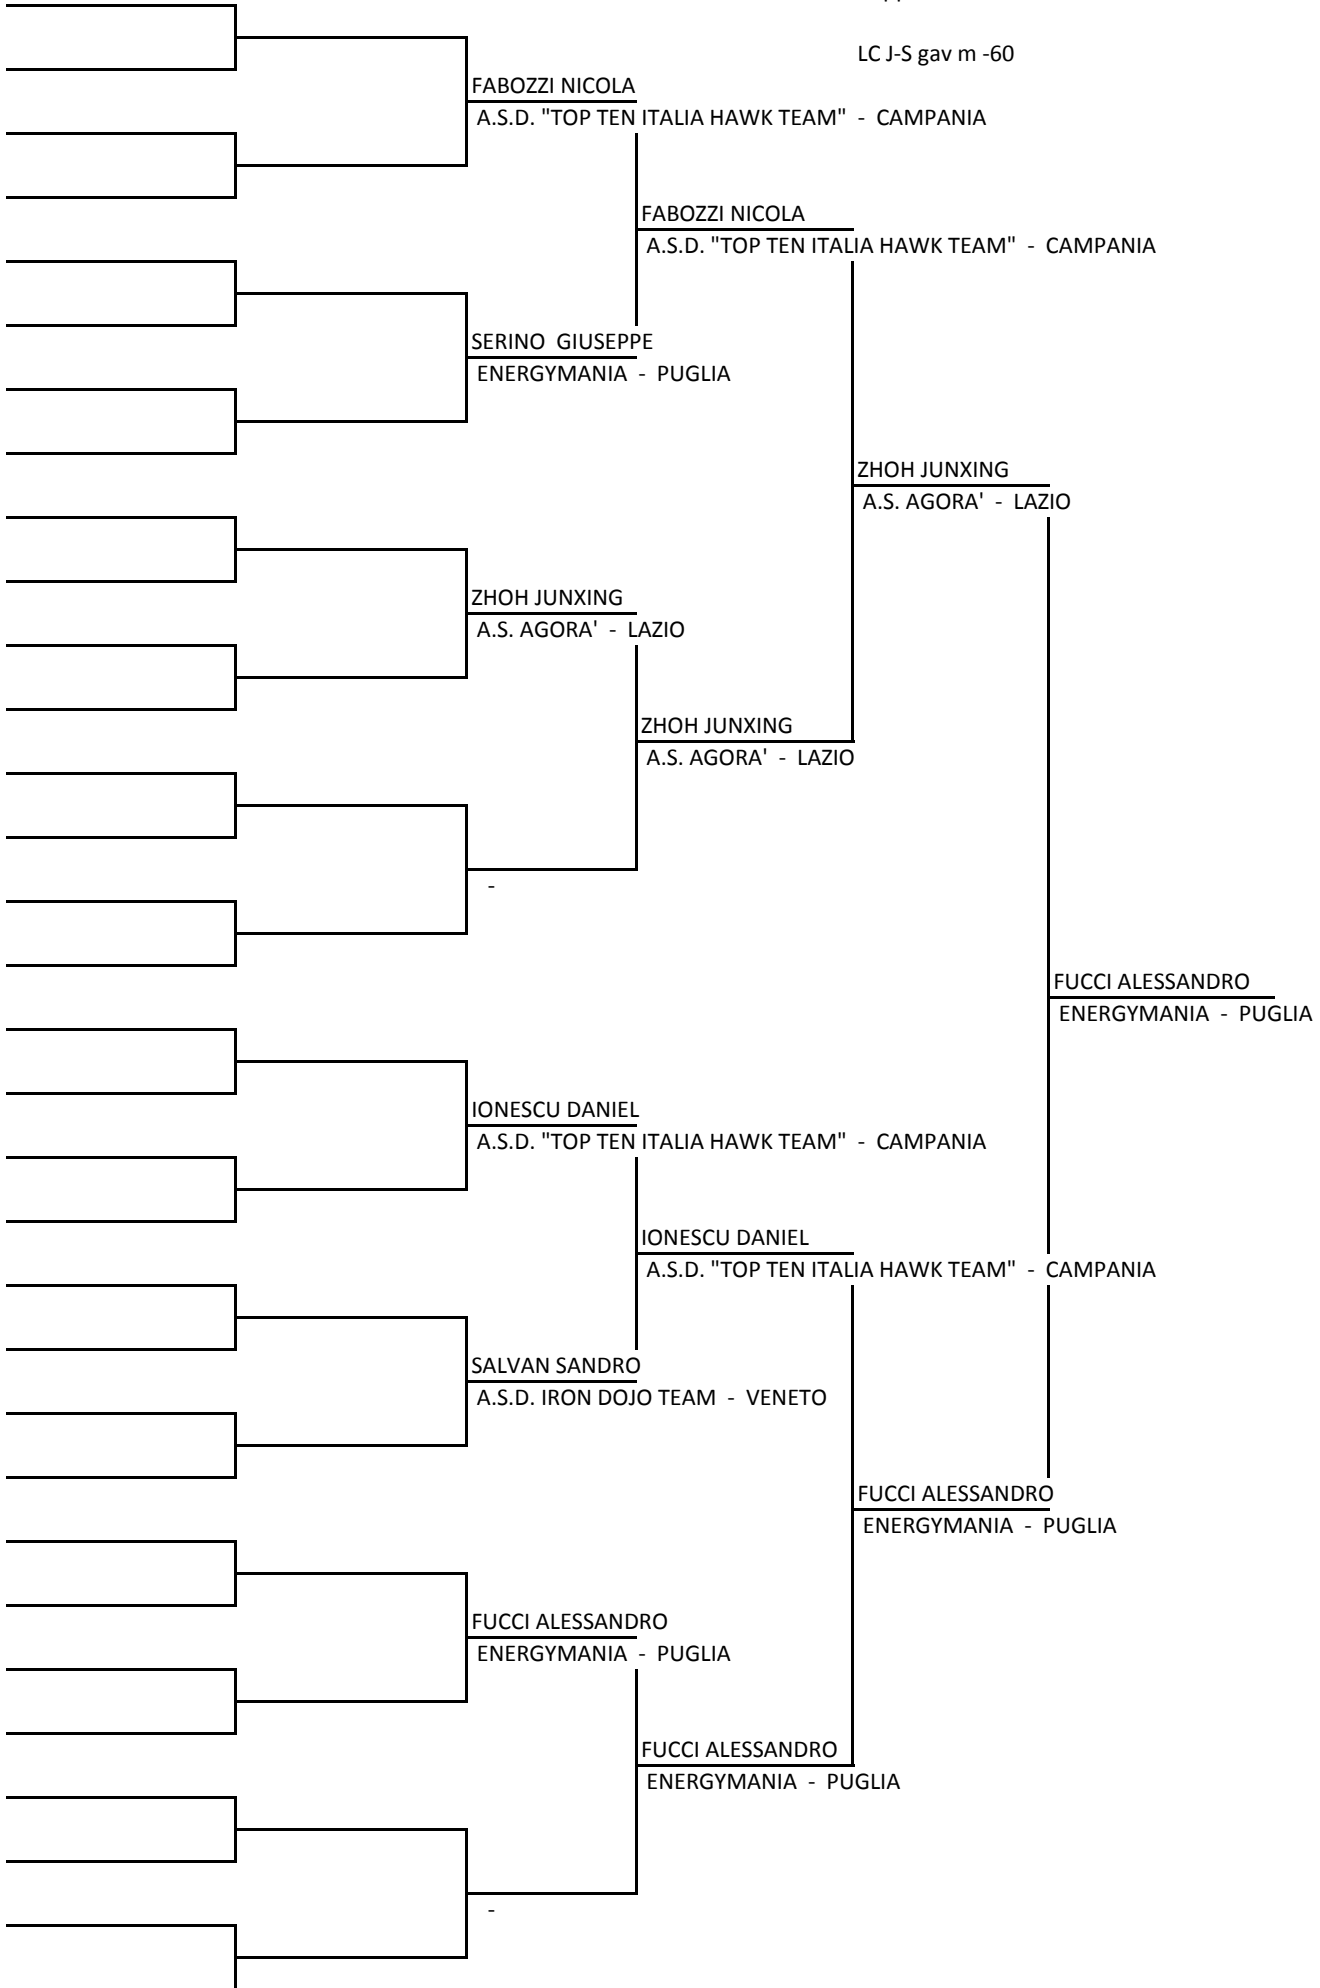 LC J-S gav m -60
FABOZZI NICOLA
A.S.D. "TOP TEN ITALIA HAWK TEAM" - CAMPANIA
FABOZZI NICOLA
A.S.D. "TOP TEN ITALIA HAWK TEAM" - CAMPANIA
SERINO  GIUSEPPE
ENERGYMANIA - PUGLIA
ZHOH JUNXING
A.S. AGORA' - LAZIO
ZHOH JUNXING
A.S. AGORA' - LAZIO
ZHOH JUNXING
A.S. AGORA' - LAZIO
-
FUCCI ALESSANDRO
ENERGYMANIA - PUGLIA
IONESCU DANIEL
A.S.D. "TOP TEN ITALIA HAWK TEAM" - CAMPANIA
IONESCU DANIEL
A.S.D. "TOP TEN ITALIA HAWK TEAM" - CAMPANIA
SALVAN SANDRO
A.S.D. IRON DOJO TEAM - VENETO
FUCCI ALESSANDRO
ENERGYMANIA - PUGLIA
FUCCI ALESSANDRO
ENERGYMANIA - PUGLIA
FUCCI ALESSANDRO
ENERGYMANIA - PUGLIA
-